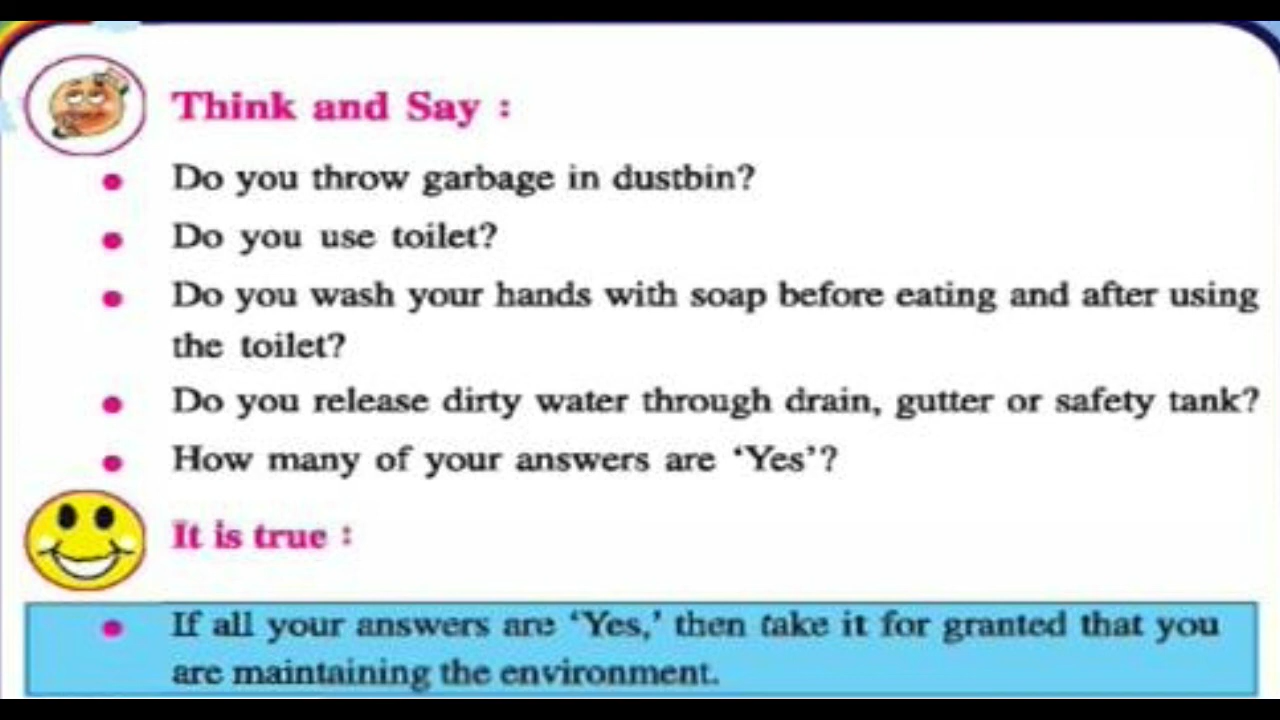 Think and Say :
Do you throw garbage in dustbin?
Do you use toilet?
Do you wash your hands with soap before eating and after using
the toilet?
Do you release dirty water through drain, gutter or safety tank?
How many of your answers are ‘Yes’?
It is true :
If all your answers are ‘Yes,’ then take it for granted that you
are maintaining the environment.